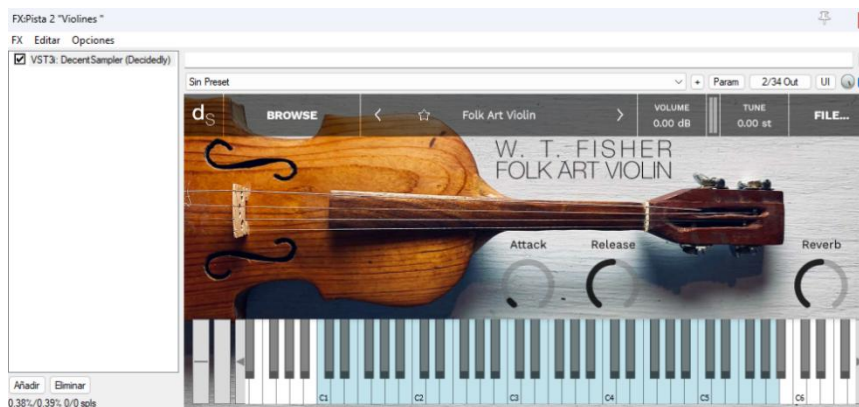 FX:Pista 2 "Violines "
FX Editar Opciones
VST3i: DecentSampler (Decidedly)
Sin Preset
+ Param 2/34 Out UI
dS BROWSE Folk Art Violin VOLUME 0.00 dB TUNE 0.00 st FILE...
W. T. FISHER
FOLK ART VIOLIN
Attack Release Reverb
C1 C2 C3 C4 C5 C6
Añadir Eliminar
0.38%/0.39% 0/0 spls